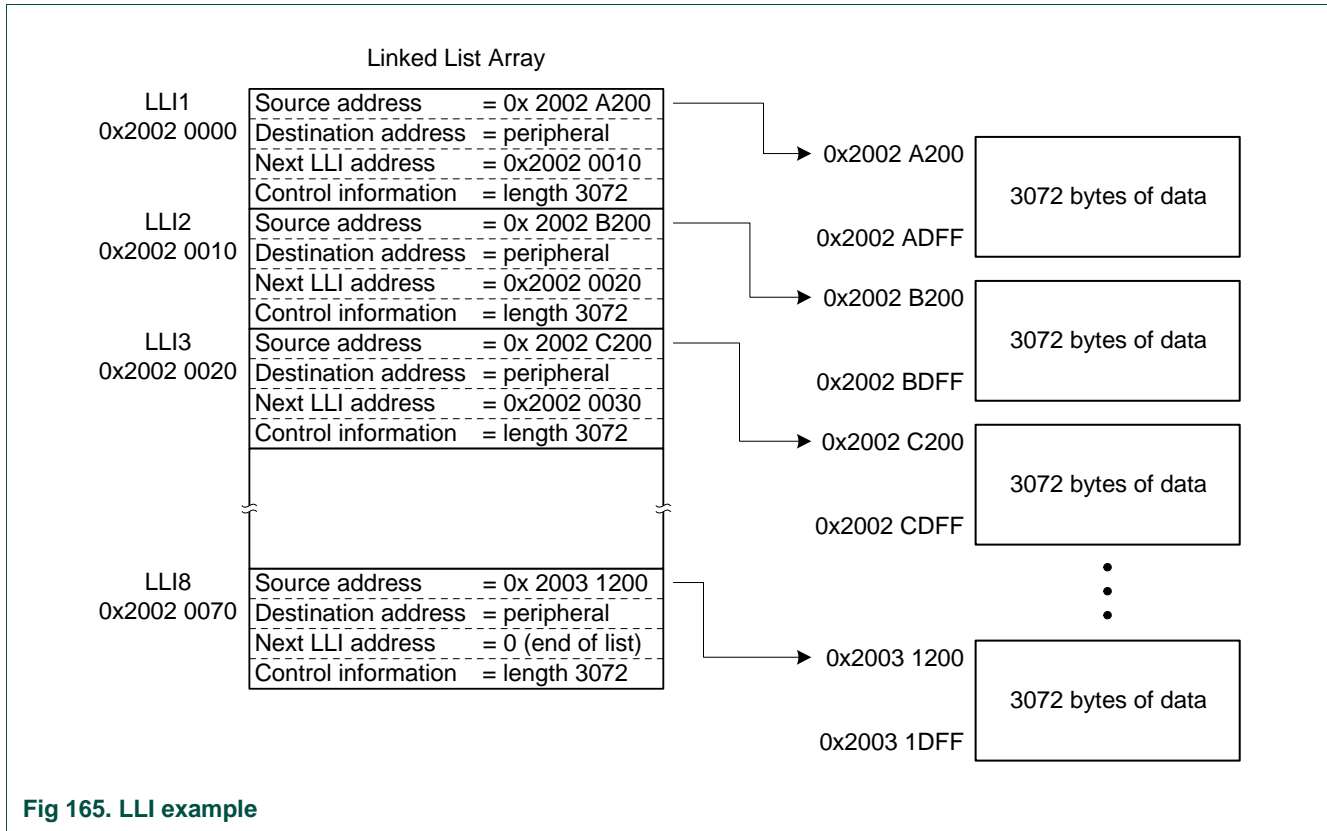 Linked List Array
LLI1
0x2002 0000
Source address = 0x 2002 A200
Destination address = peripheral
Next LLI address = 0x2002 0010
Control information = length 3072
LLI2
0x2002 0010
Source address = 0x 2002 B200
Destination address = peripheral
Next LLI address = 0x2002 0020
Control information = length 3072
LLI3
0x2002 0020
Source address = 0x 2002 C200
Destination address = peripheral
Next LLI address = 0x2002 0030
Control information = length 3072
LLI8
0x2002 0070
Source address = 0x 2003 1200
Destination address = peripheral
Next LLI address = 0 (end of list)
Control information = length 3072
0x2002 A200
3072 bytes of data
0x2002 ADFF
0x2002 B200
3072 bytes of data
0x2002 BDFF
0x2002 C200
3072 bytes of data
0x2002 CDFF
0x2003 1200
3072 bytes of data
0x2003 1DFF
Fig 165. LLI example